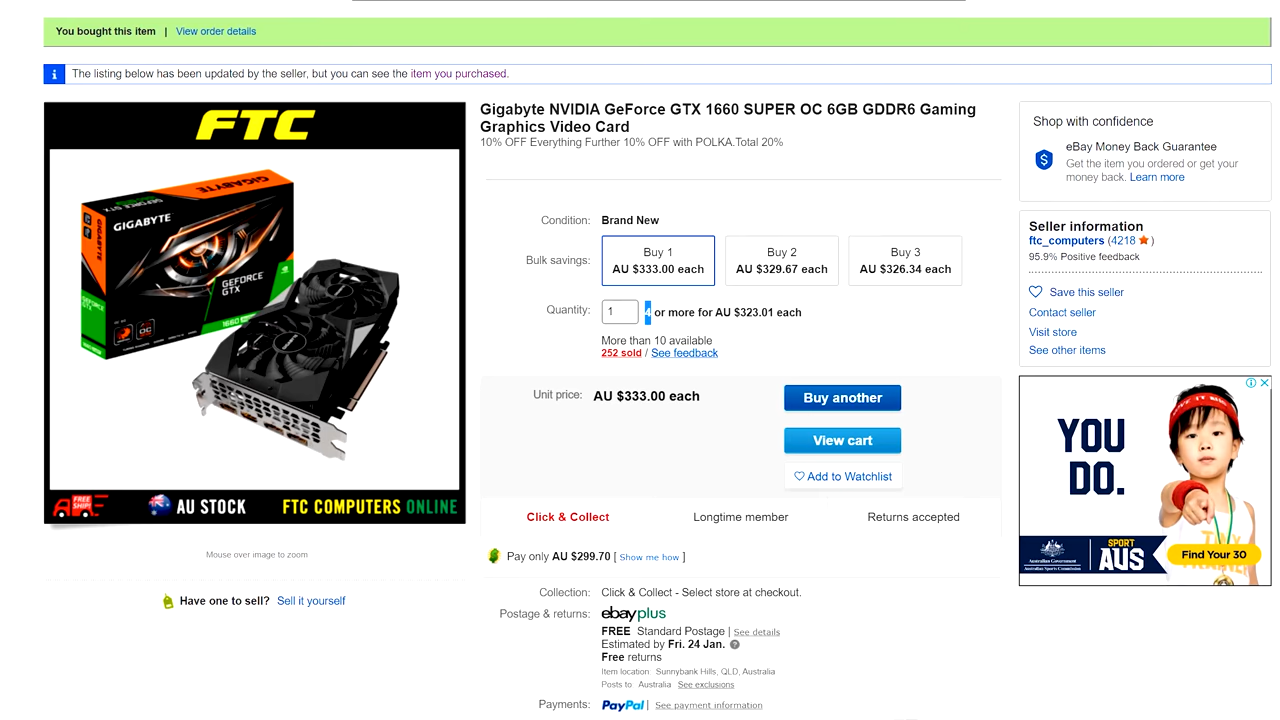 You bought this item | View order details
i The listing below has been updated by the seller, but you can see the item you purchased.
FTC
GIGABYTE
GIGABYTE
GEFORCE
GTX
1660
OC
GIGABYTE
FREE
SHIP!
AU STOCK
FTC COMPUTERS ONLINE
Mouse over image to zoom
Have one to sell? Sell it yourself
Gigabyte NVIDIA GeForce GTX 1660 SUPER OC 6GB GDDR6 Gaming
Graphics Video Card
10% OFF Everything Further 10% OFF with POLKA.Total 20%
Condition: Brand New
Bulk savings:
Buy 1
AU $333.00 each
Buy 2
AU $329.67 each
Buy 3
AU $326.34 each
Quantity: 1 4 or more for AU $323.01 each
More than 10 available
252 sold / See feedback
Unit price: AU $333.00 each
Buy another
View cart
Add to Watchlist
Click & Collect Longtime member Returns accepted
Pay only AU $299.70 [ Show me how ]
Collection: Click & Collect - Select store at checkout.
Postage & returns: ebay plus
FREE Standard Postage | See details
Estimated by Fri. 24 Jan. ?
Free returns
Item location: Sunnybank Hills, QLD, Australia
Posts to Australia See exclusions
Payments: PayPal | See payment information
Shop with confidence
eBay Money Back Guarantee
Get the item you ordered or get your
money back. Learn more
Seller information
ftc_computers (4218 )
95.9% Positive feedback
Save this seller
Contact seller
Visit store
See other items
YOU
DO.
Australian Government
Australian Sports Commission
SPORT
AUS
Find Your 30